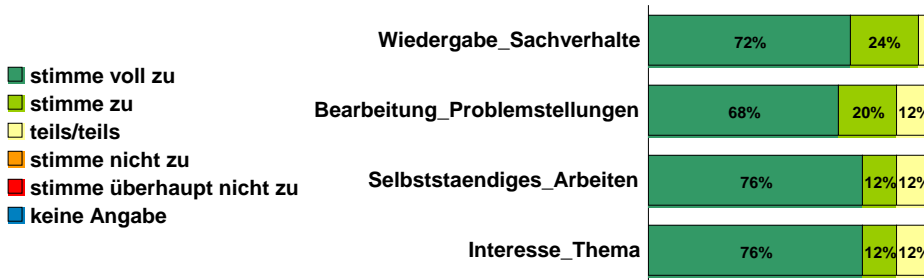 stimme voll zu
stimme zu
teils/teils
stimme nicht zu
stimme überhaupt nicht zu
keine Angabe
Wiedergabe_Sachverhalte 72% 24%
Bearbeitung_Problemstellungen 68% 20% 12%
Selbststaendiges_Arbeiten 76% 12% 12%
Interesse_Thema 76% 12% 12%